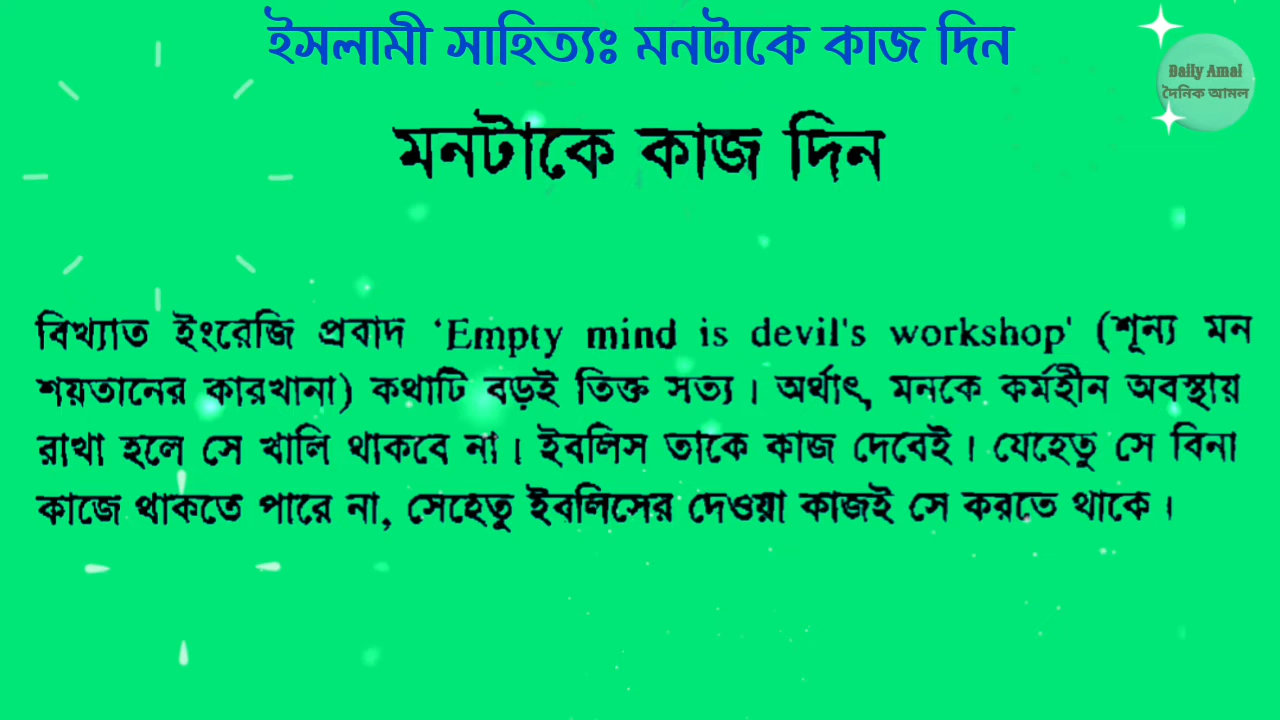 ইসলামী সাহিত্যঃ মনটাকে কাজ দিন
Daily Amal
দৈনিক আমল
মনটাকে কাজ দিন
বিখ্যাত ইংরেজি প্রবাদ ‘Empty mind is devil's workshop' (শূন্য মন
শয়তানের কারখানা) কথাটি বড়ই তিক্ত সত্য। অর্থাৎ, মনকে কর্মহীন অবস্থায়
রাখা হলে সে খালি থাকবে না। ইবলিস তাকে কাজ দেবেই। যেহেতু সে বিনা
কাজে থাকতে পারে না, সেহেতু ইবলিসের দেওয়া কাজই সে করতে থাকে।